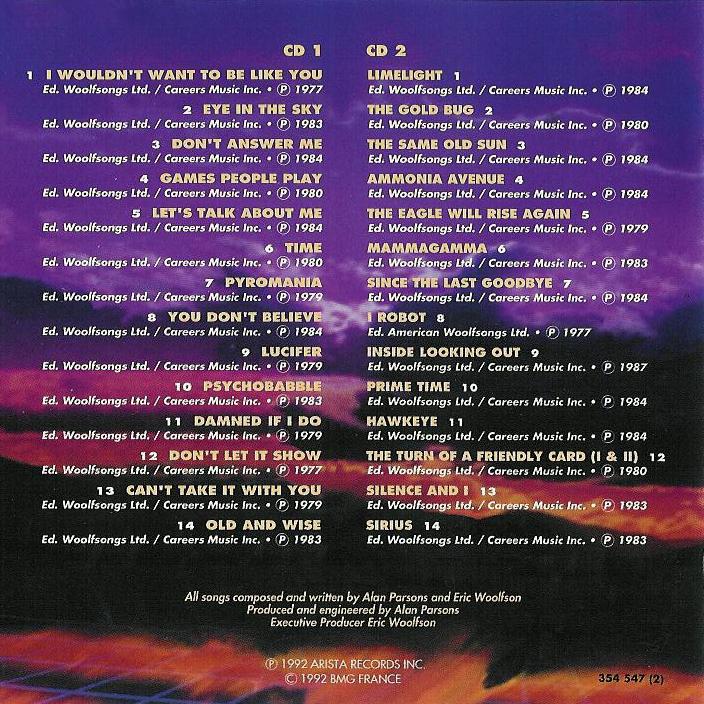 CD 1
1 I WOULDN'T WANT TO BE LIKE YOU
Ed. Woolfsongs Ltd. / Careers Music Inc. • ℗ 1977
2 EYE IN THE SKY
Ed. Woolfsongs Ltd. / Careers Music Inc. • ℗ 1983
3 DON'T ANSWER ME
Ed. Woolfsongs Ltd. / Careers Music Inc. • ℗ 1984
4 GAMES PEOPLE PLAY
Ed. Woolfsongs Ltd. / Careers Music Inc. • ℗ 1980
5 LET'S TALK ABOUT ME
Ed. Woolfsongs Ltd. / Careers Music Inc. • ℗ 1984
6 TIME
Ed. Woolfsongs Ltd. / Careers Music Inc. • ℗ 1980
7 PYROMANIA
Ed. Woolfsongs Ltd. / Careers Music Inc. • ℗ 1979
8 YOU DON'T BELIEVE
Ed. Woolfsongs Ltd. / Careers Music Inc. • ℗ 1984
9 LUCIFER
Ed. Woolfsongs Ltd. / Careers Music Inc. • ℗ 1979
10 PSYCHOBABBLE
Ed. Woolfsongs Ltd. / Careers Music Inc. • ℗ 1983
11 DAMNED IF I DO
Ed. Woolfsongs Ltd. / Careers Music Inc. • ℗ 1979
12 DON'T LET IT SHOW
Ed. Woolfsongs Ltd. / Careers Music Inc. • ℗ 1977
13 CAN'T TAKE IT WITH YOU
Ed. Woolfsongs Ltd. / Careers Music Inc. • ℗ 1979
14 OLD AND WISE
Ed. Woolfsongs Ltd. / Careers Music Inc. • ℗ 1983
CD 2
LIMELIGHT 1
Ed. Woolfsongs Ltd. / Careers Music Inc. • ℗ 1984
THE GOLD BUG 2
Ed. Woolfsongs Ltd. / Careers Music Inc. • ℗ 1980
THE SAME OLD SUN 3
Ed. Woolfsongs Ltd. / Careers Music Inc. • ℗ 1984
AMMONIA AVENUE 4
Ed. Woolfsongs Ltd. / Careers Music Inc. • ℗ 1984
THE EAGLE WILL RISE AGAIN 5
Ed. Woolfsongs Ltd. / Careers Music Inc. • ℗ 1979
MAMMAGAMMA 6
Ed. Woolfsongs Ltd. / Careers Music Inc. • ℗ 1983
SINCE THE LAST GOODBYE 7
Ed. Woolfsongs Ltd. / Careers Music Inc. • ℗ 1984
I ROBOT 8
Ed. American Woolfsongs Ltd. • ℗ 1977
INSIDE LOOKING OUT 9
Ed. Woolfsongs Ltd. / Careers Music Inc. • ℗ 1987
PRIME TIME 10
Ed. Woolfsongs Ltd. / Careers Music Inc. • ℗ 1984
HAWKEYE 11
Ed. Woolfsongs Ltd. / Careers Music Inc. • ℗ 1984
THE TURN OF A FRIENDLY CARD (I & II) 12
Ed. Woolfsongs Ltd. / Careers Music Inc. • ℗ 1980
SILENCE AND I 13
Ed. Woolfsongs Ltd. / Careers Music Inc. • ℗ 1983
SIRIUS 14
Ed. Woolfsongs Ltd. / Careers Music Inc. • ℗ 1983
All songs composed and written by Alan Parsons and Eric Woolfson
Produced and engineered by Alan Parsons
Executive Producer Eric Woolfson
℗ 1992 ARISTA RECORDS INC.
© 1992 BMG FRANCE
354 547 (2)